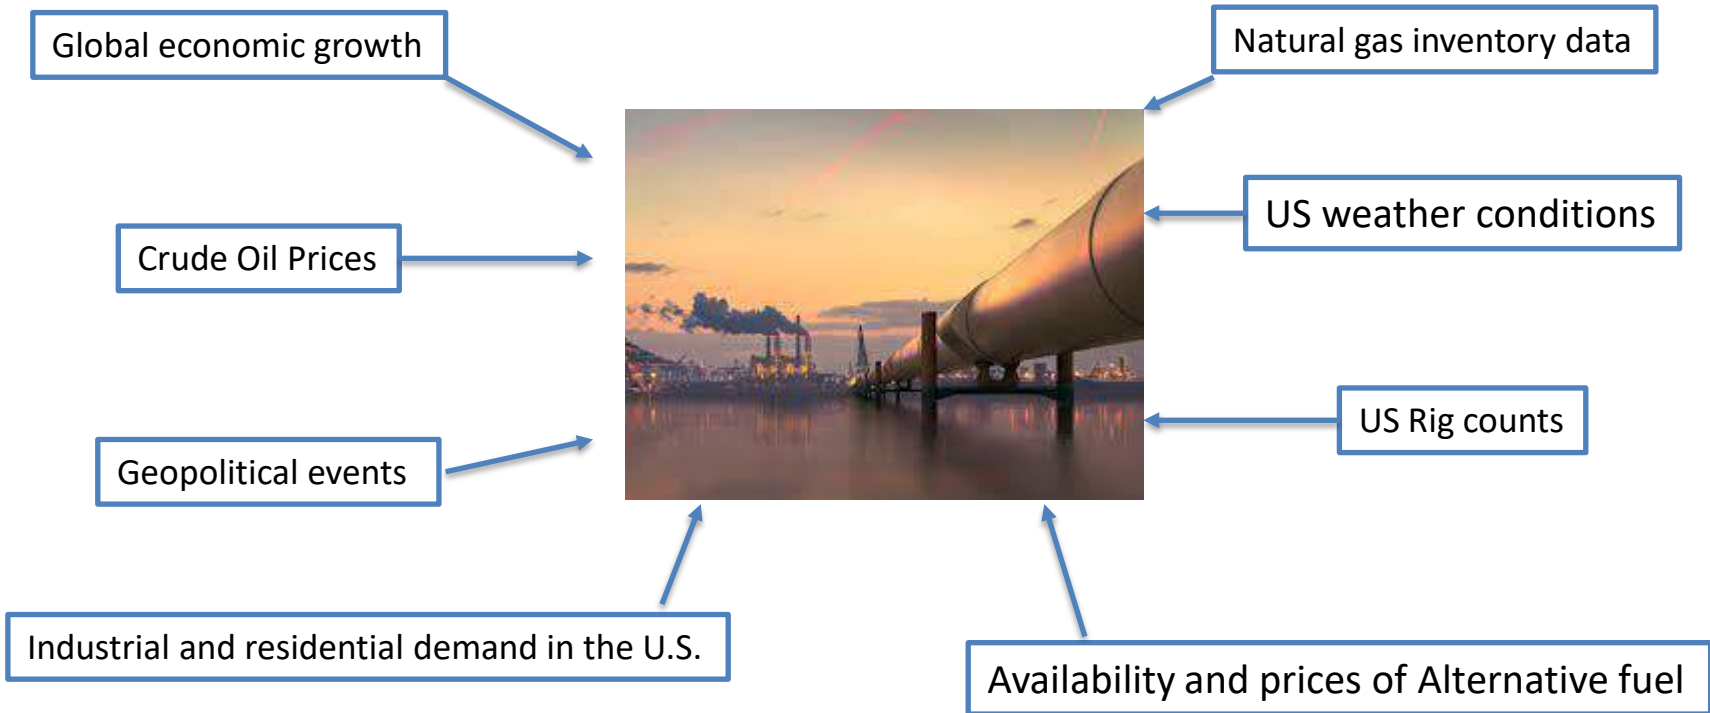 Global economic growth
Natural gas inventory data
US weather conditions
Crude Oil Prices
US Rig counts
Geopolitical events
Industrial and residential demand in the U.S.
Availability and prices of Alternative fuel